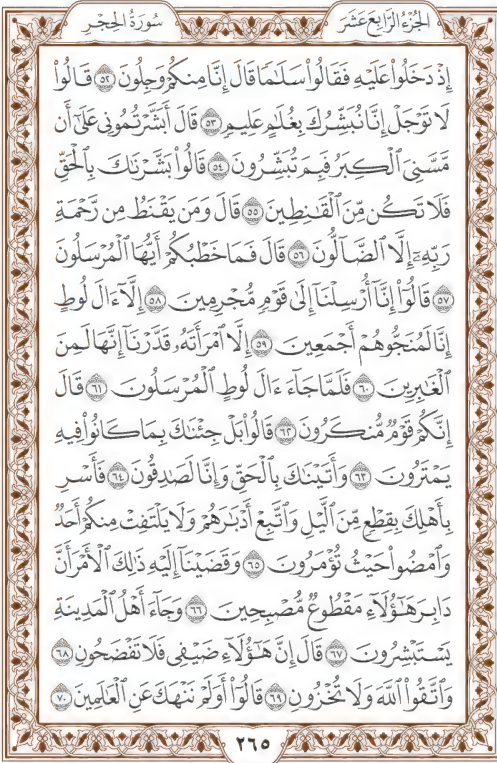 الجُزْءُ الرَّابِعَ عَشَرَ سُورَةُ الحِجْرِ
إِذْ دَخَلُوا۟ عَلَيْهِ فَقَالُوا۟ سَلَـٰمًا قَالَ إِنَّا مِنكُمْ وَجِلُونَ ٥٢ قَالُوا۟
لَا تَوْجَلْ إِنَّا نُبَشِّرُكَ بِغُلَـٰمٍ عَلِيمٍ ٥٣ قَالَ أَبَشَّرْتُمُونِى عَلَىٰٓ أَن
مَّسَّنِىَ ٱلْكِبَرُ فَبِمَ تُبَشِّرُونَ ٥٤ قَالُوا۟ بَشَّرْنَـٰكَ بِٱلْحَقِّ
فَلَا تَكُن مِّنَ ٱلْقَـٰنِطِينَ ٥٥ قَالَ وَمَن يَقْنَطُ مِن رَّحْمَةِ
رَبِّهِۦٓ إِلَّا ٱلضَّآلُّونَ ٥٦ قَالَ فَمَا خَطْبُكُمْ أَيُّهَا ٱلْمُرْسَلُونَ
٥٧ قَالُوٓا۟ إِنَّآ أُرْسِلْنَآ إِلَىٰ قَوْمٍ مُّجْرِمِينَ ٥٨ إِلَّآ ءَالَ لُوطٍ
إِنَّا لَمُنَجُّوهُمْ أَجْمَعِينَ ٥٩ إِلَّا ٱمْرَأَتَهُۥ قَدَّرْنَآ إِنَّهَا لَمِنَ
ٱلْغَـٰبِرِينَ ٦٠ فَلَمَّا جَآءَ ءَالَ لُوطٍ ٱلْمُرْسَلُونَ ٦١ قَالَ
إِنَّكُمْ قَوْمٌ مُّنكَرُونَ ٦٢ قَالُوا۟ بَلْ جِئْنَـٰكَ بِمَا كَانُوا۟ فِيهِ
يَمْتَرُونَ ٦٣ وَأَتَيْنَـٰكَ بِٱلْحَقِّ وَإِنَّا لَصَـٰدِقُونَ ٦٤ فَأَسْرِ
بِأَهْلِكَ بِقِطْعٍ مِّنَ ٱلَّيْلِ وَٱتَّبِعْ أَدْبَـٰرَهُمْ وَلَا يَلْتَفِتْ مِنكُمْ أَحَدٌ
وَٱمْضُوا۟ حَيْثُ تُؤْمَرُونَ ٦٥ وَقَضَيْنَآ إِلَيْهِ ذَٰلِكَ ٱلْأَمْرَ أَنَّ
دَابِرَ هَـٰٓؤُلَآءِ مَقْطُوعٌ مُّصْبِحِينَ ٦٦ وَجَآءَ أَهْلُ ٱلْمَدِينَةِ
يَسْتَبْشِرُونَ ٦٧ قَالَ إِنَّ هَـٰٓؤُلَآءِ ضَيْفِى فَلَا تَفْضَحُونِ ٦٨
وَٱتَّقُوا۟ ٱللَّهَ وَلَا تُخْزُونِ ٦٩ قَالُوٓا۟ أَوَلَمْ نَنْهَكَ عَنِ ٱلْعَـٰلَمِينَ ٧٠
٢٦٥